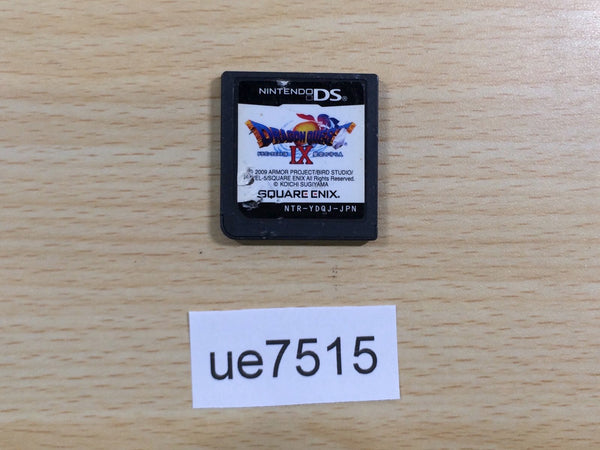 NINTENDO DS
DRAGON QUEST
IX
© 2009 ARMOR PROJECT/BIRD STUDIO/
EL-5/SQUARE ENIX All Rights Reserved.
© KOICHI SUGIYAMA
SQUARE ENIX.
NTR-YDQJ-JPN
ue7515